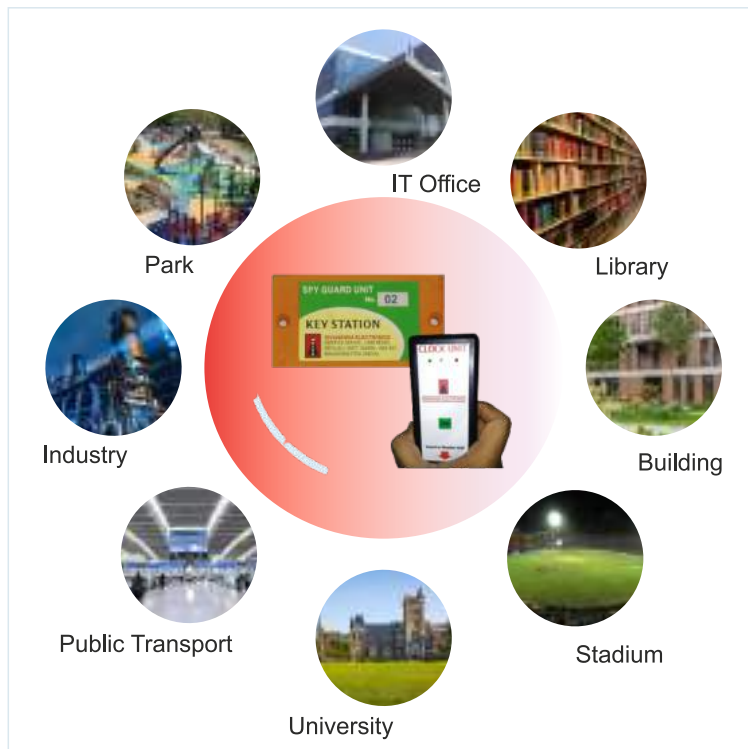 IT Office
Park
Library
SPY GUARD UNIT
No. 02
KEY STATION
CLOCK UNIT
Industry
Building
Public Transport
Stadium
University